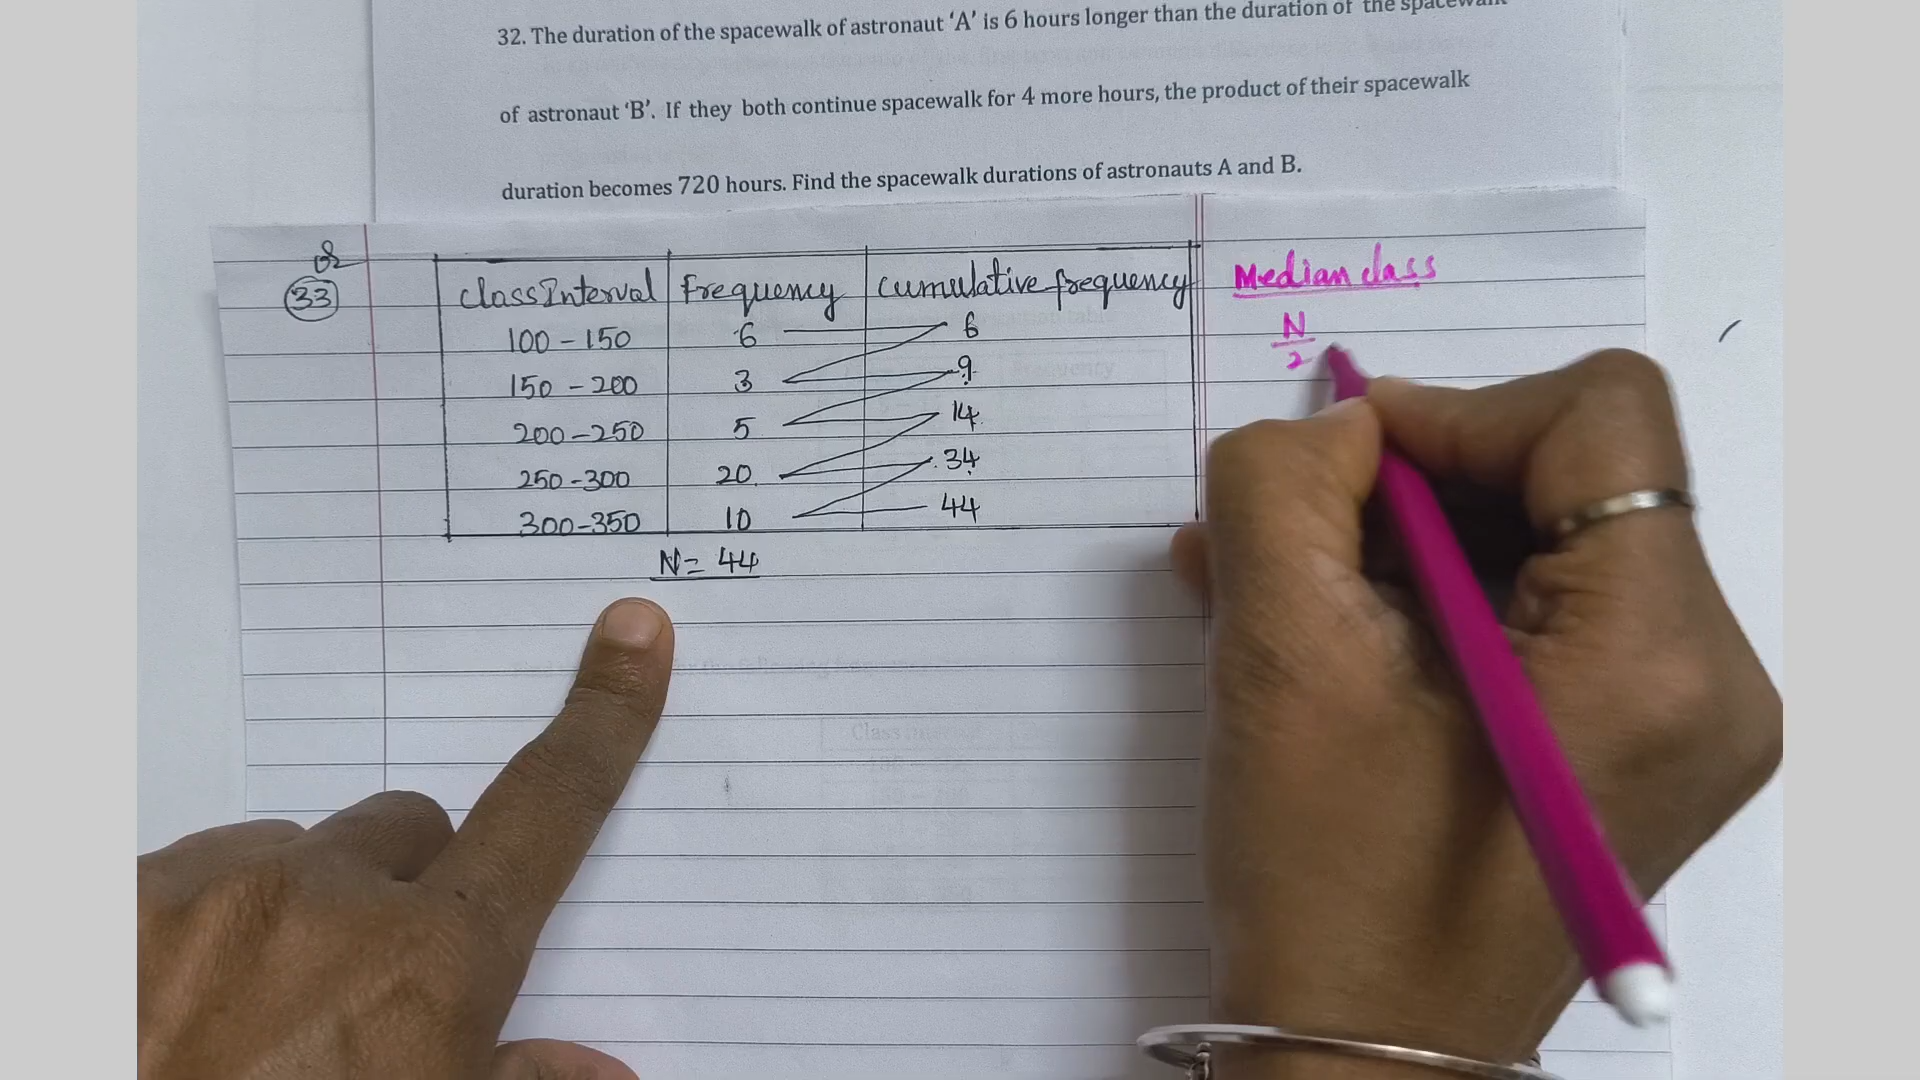 32. The duration of the spacewalk of astronaut ‘A’ is 6 hours longer than the duration of the spacewalk
of astronaut ‘B’. If they both continue spacewalk for 4 more hours, the product of their spacewalk
duration becomes 720 hours. Find the spacewalk durations of astronauts A and B.
33
Class Interval Frequency Cumulative frequency
100 - 150 6 6
150 - 200 3 9
200 - 250 5 14
250 - 300 20 34
300 - 350 10 44
N = 44
Median class
N
2